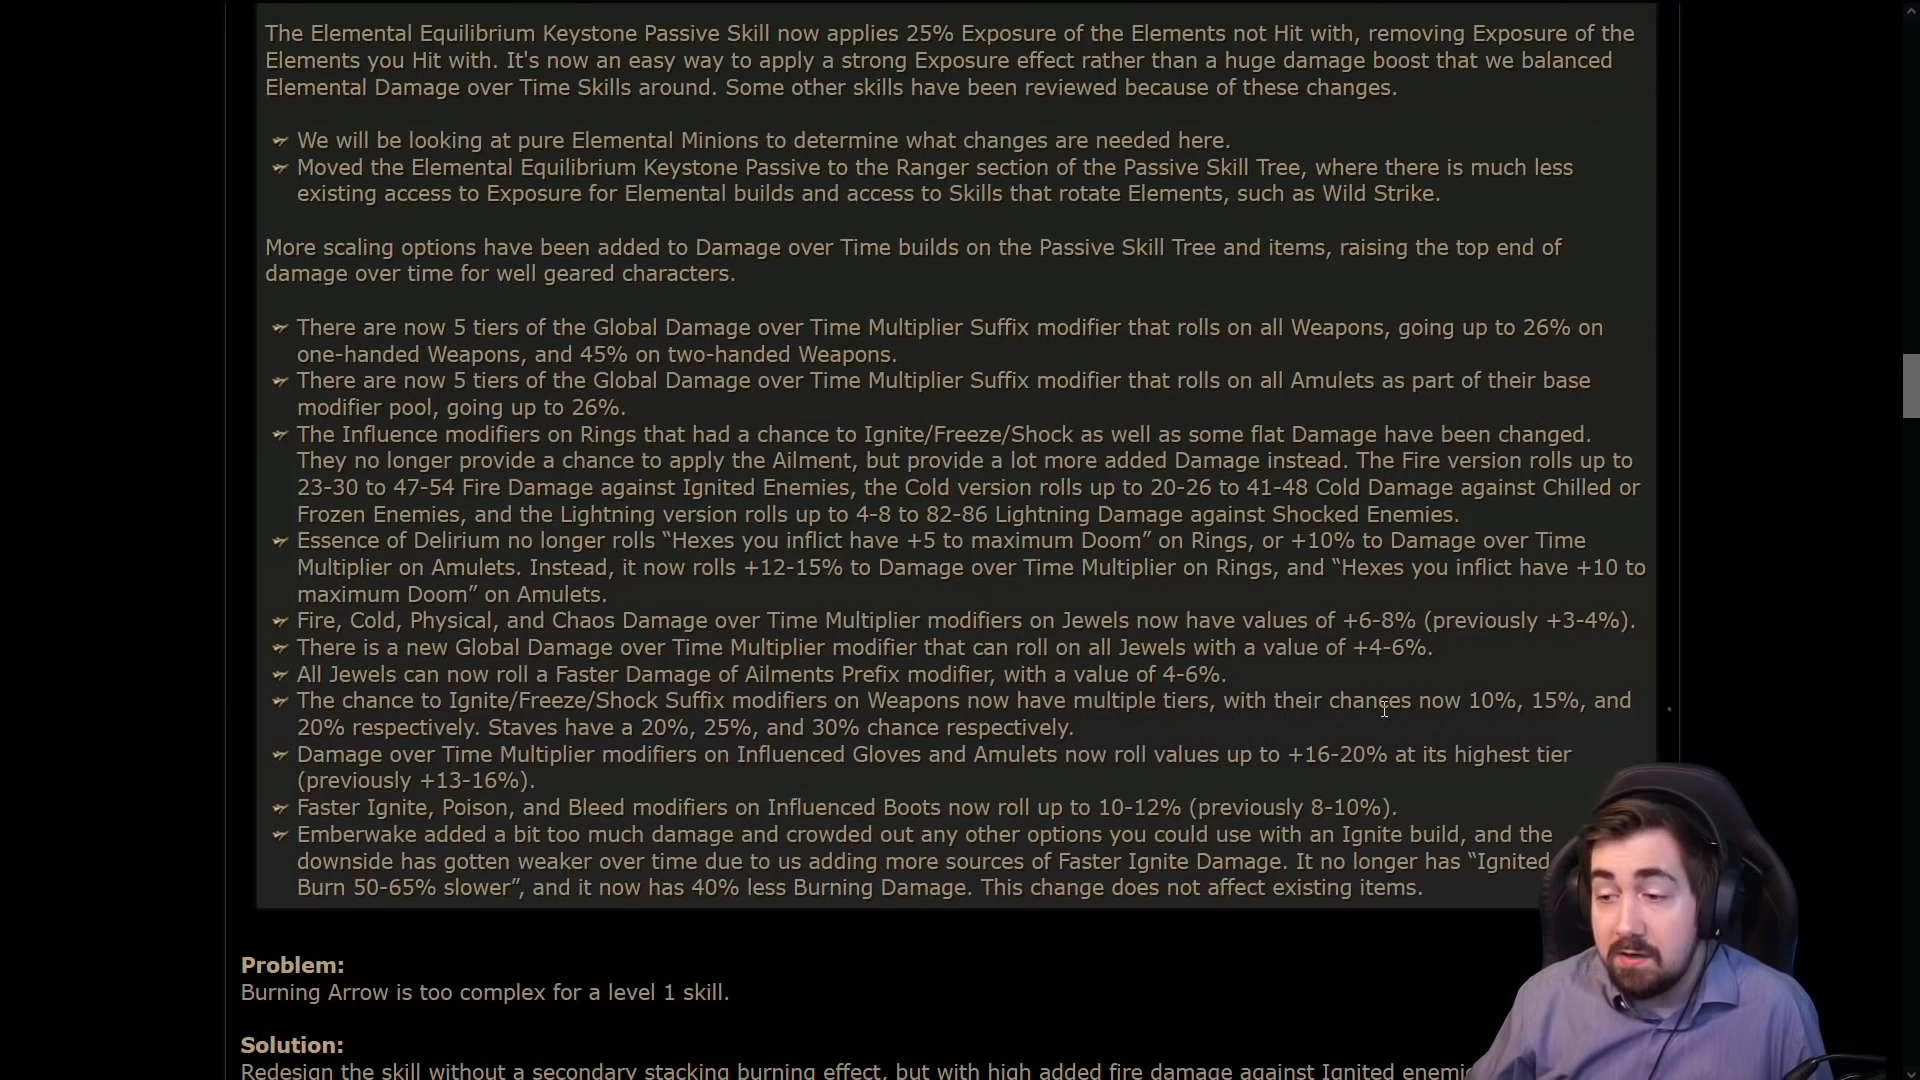 The Elemental Equilibrium Keystone Passive Skill now applies 25% Exposure of the Elements not Hit with, removing Exposure of the
Elements you Hit with. It's now an easy way to apply a strong Exposure effect rather than a huge damage boost that we balanced
Elemental Damage over Time Skills around. Some other skills have been reviewed because of these changes.
We will be looking at pure Elemental Minions to determine what changes are needed here.
Moved the Elemental Equilibrium Keystone Passive to the Ranger section of the Passive Skill Tree, where there is much less
existing access to Exposure for Elemental builds and access to Skills that rotate Elements, such as Wild Strike.
More scaling options have been added to Damage over Time builds on the Passive Skill Tree and items, raising the top end of
damage over time for well geared characters.
There are now 5 tiers of the Global Damage over Time Multiplier Suffix modifier that rolls on all Weapons, going up to 26% on
one-handed Weapons, and 45% on two-handed Weapons.
There are now 5 tiers of the Global Damage over Time Multiplier Suffix modifier that rolls on all Amulets as part of their base
modifier pool, going up to 26%.
The Influence modifiers on Rings that had a chance to Ignite/Freeze/Shock as well as some flat Damage have been changed.
They no longer provide a chance to apply the Ailment, but provide a lot more added Damage instead. The Fire version rolls up to
23-30 to 47-54 Fire Damage against Ignited Enemies, the Cold version rolls up to 20-26 to 41-48 Cold Damage against Chilled or
Frozen Enemies, and the Lightning version rolls up to 4-8 to 82-86 Lightning Damage against Shocked Enemies.
Essence of Delirium no longer rolls “Hexes you inflict have +5 to maximum Doom” on Rings, or +10% to Damage over Time
Multiplier on Amulets. Instead, it now rolls +12-15% to Damage over Time Multiplier on Rings, and “Hexes you inflict have +10 to
maximum Doom” on Amulets.
Fire, Cold, Physical, and Chaos Damage over Time Multiplier modifiers on Jewels now have values of +6-8% (previously +3-4%).
There is a new Global Damage over Time Multiplier modifier that can roll on all Jewels with a value of +4-6%.
All Jewels can now roll a Faster Damage of Ailments Prefix modifier, with a value of 4-6%.
The chance to Ignite/Freeze/Shock Suffix modifiers on Weapons now have multiple tiers, with their chances now 10%, 15%, and
20% respectively. Staves have a 20%, 25%, and 30% chance respectively.
Damage over Time Multiplier modifiers on Influenced Gloves and Amulets now roll values up to +16-20% at its highest tier
(previously +13-16%).
Faster Ignite, Poison, and Bleed modifiers on Influenced Boots now roll up to 10-12% (previously 8-10%).
Emberwake added a bit too much damage and crowded out any other options you could use with an Ignite build, and the
downside has gotten weaker over time due to us adding more sources of Faster Ignite Damage. It no longer has “Ignited
Burn 50-65% slower”, and it now has 40% less Burning Damage. This change does not affect existing items.
Problem:
Burning Arrow is too complex for a level 1 skill.
Solution:
Redesign the skill without a secondary stacking burning effect, but with high added fire damage against Ignited